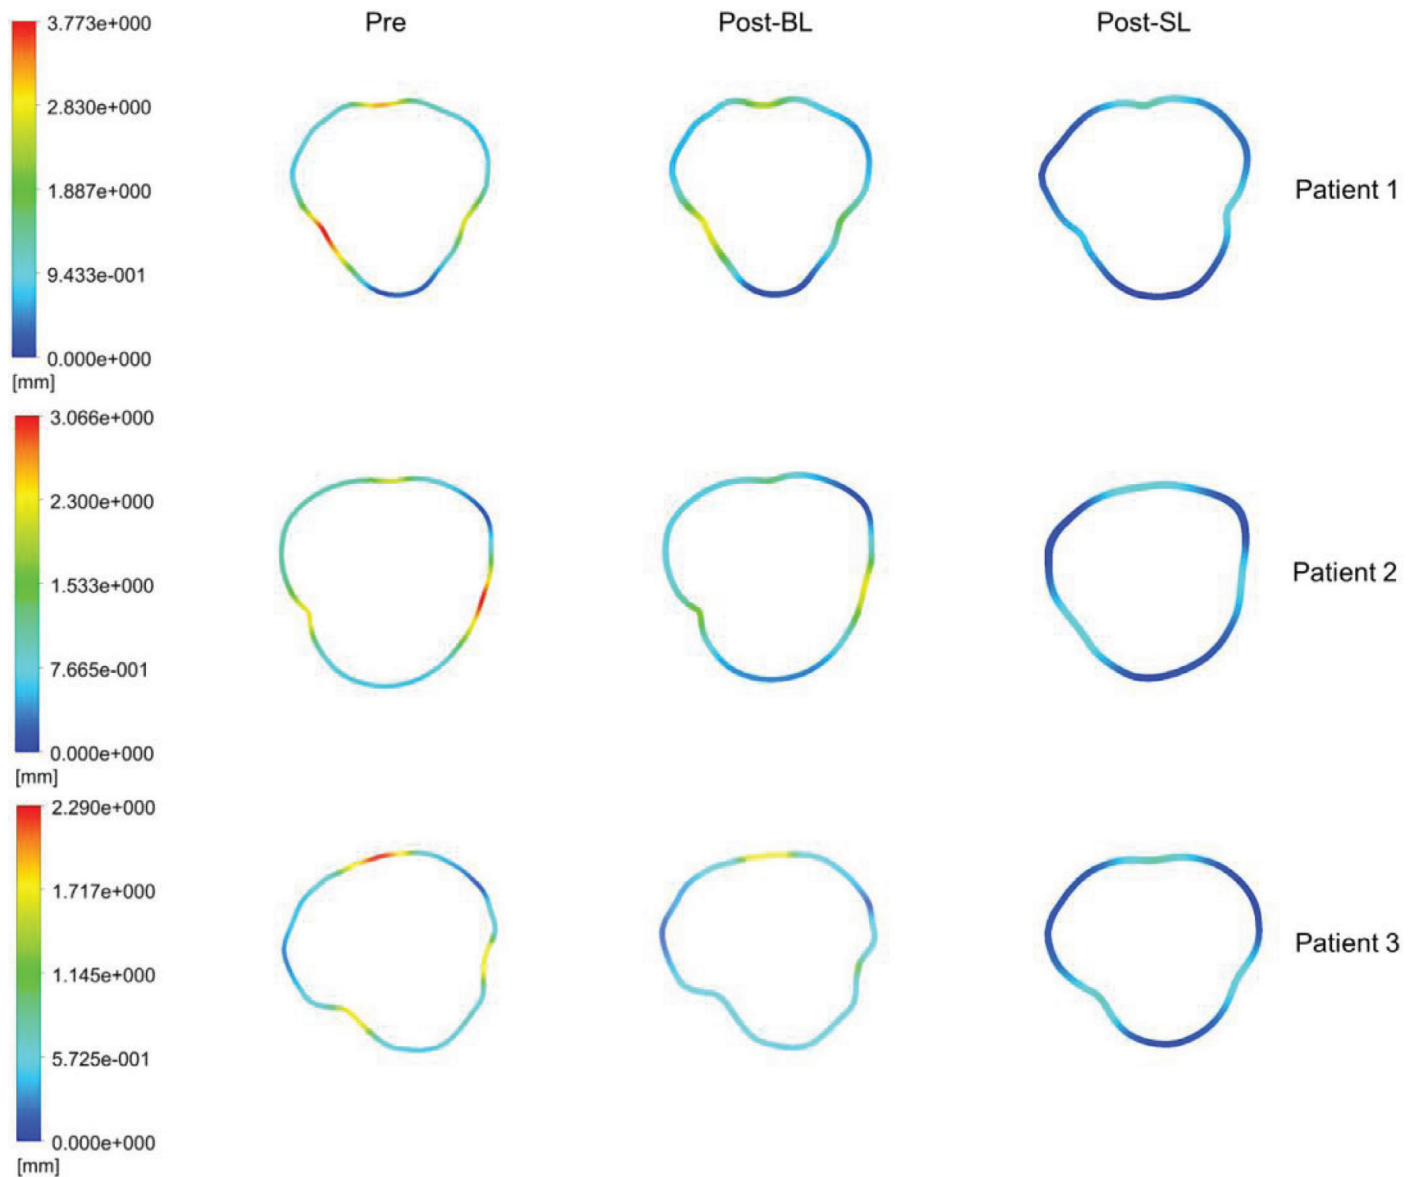 Pre Post-BL Post-SL
3.773e+000
2.830e+000
1.887e+000
9.433e-001
0.000e+000
[mm]
Patient 1
3.066e+000
2.300e+000
1.533e+000
7.665e-001
0.000e+000
[mm]
Patient 2
2.290e+000
1.717e+000
1.145e+000
5.725e-001
0.000e+000
[mm]
Patient 3